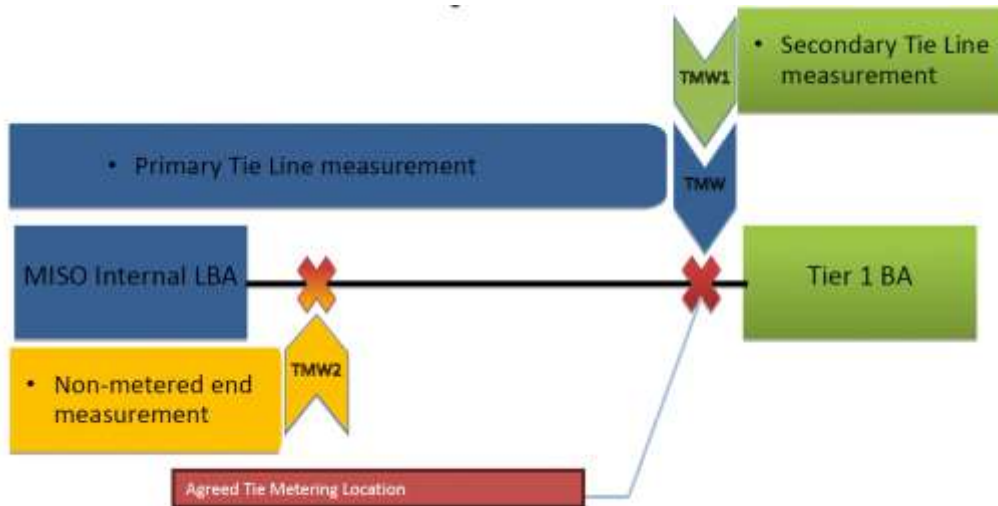 • Secondary Tie Line
measurement
TMW1
• Primary Tie Line measurement
TMW
MISO Internal LBA
Tier 1 BA
• Non-metered end
measurement
TMW2
Agreed Tie Metering Location